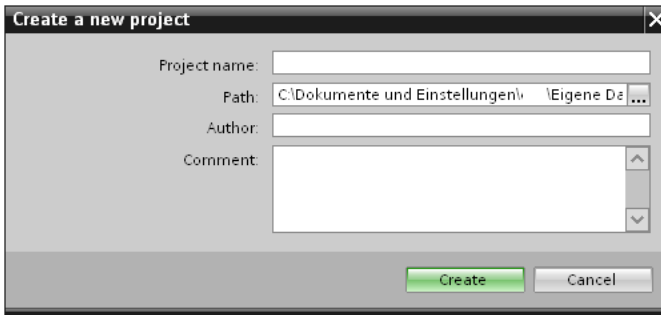 Create a new project
Project name:
Path: C:\Dokumente und Einstellungen\ \Eigene Da ...
Author:
Comment:
Create Cancel